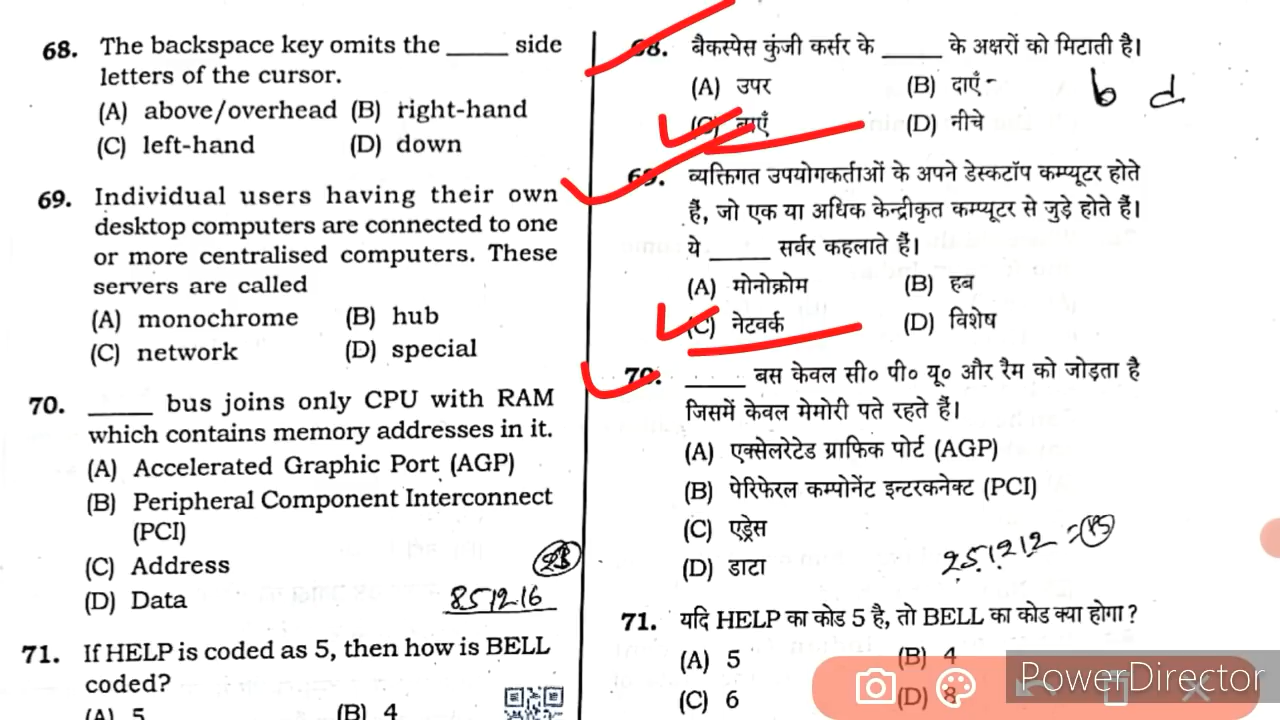 68. The backspace key omits the _____ side
letters of the cursor.
(A) above/overhead (B) right-hand
(C) left-hand (D) down
69. Individual users having their own
desktop computers are connected to one
or more centralised computers. These
servers are called
(A) monochrome (B) hub
(C) network (D) special
70. _____ bus joins only CPU with RAM
which contains memory addresses in it.
(A) Accelerated Graphic Port (AGP)
(B) Peripheral Component Interconnect
(PCI)
(C) Address
(D) Data
851216
71. If HELP is coded as 5, then how is BELL
coded?
(A) 5 (B) 4
68. बैकस्पेस कुंजी कर्सर के _____ के अक्षरों को मिटाती है।
(A) उपर (B) दाएँ
b d
(C) बाएँ (D) नीचे
69. व्यक्तिगत उपयोगकर्ताओं के अपने डेस्कटॉप कम्प्यूटर होते
हैं, जो एक या अधिक केन्द्रीकृत कम्प्यूटर से जुड़े होते हैं।
ये _____ सर्वर कहलाते हैं।
(A) मोनोक्रोम (B) हब
(C) नेटवर्क (D) विशेष
70. _____ बस केवल सी० पी० यू० और रैम को जोड़ता है
जिसमें केवल मेमोरी पते रहते हैं।
(A) एक्सेलरेटेड ग्राफिक पोर्ट (AGP)
(B) पेरिफेरल कम्पोनेंट इन्टरकनेक्ट (PCI)
(C) एड्रेस
(D) डाटा
251212
71. यदि HELP का कोड 5 है, तो BELL का कोड क्या होगा?
(A) 5 (B) 4
(C) 6 (D) 8
PowerDirector